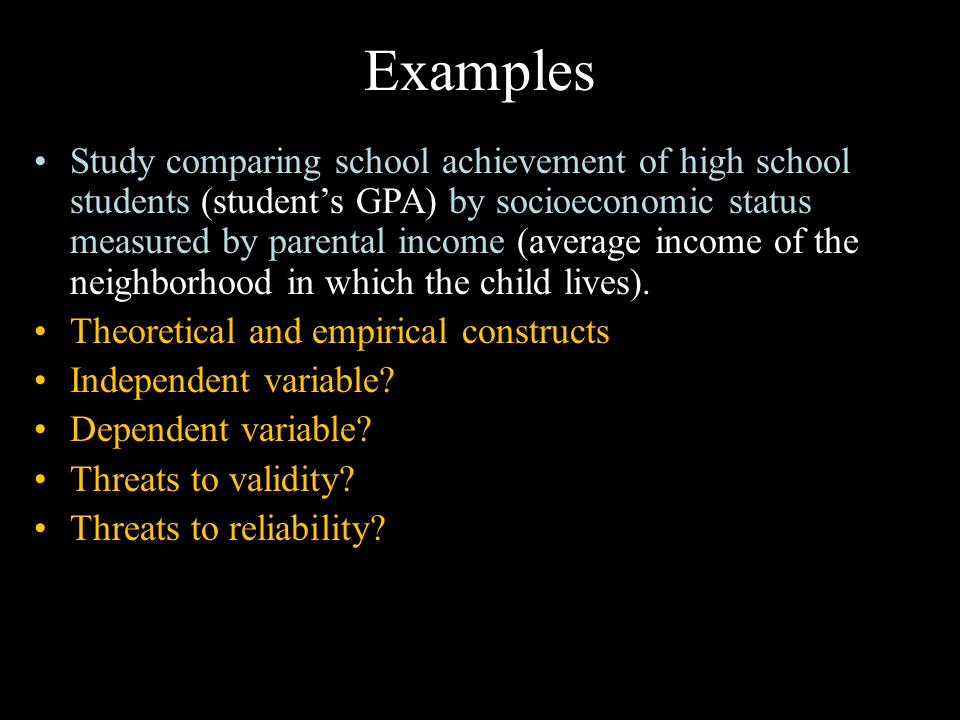 Examples
• Study comparing school achievement of high school
students (student’s GPA) by socioeconomic status
measured by parental income (average income of the
neighborhood in which the child lives).
• Theoretical and empirical constructs
• Independent variable?
• Dependent variable?
• Threats to validity?
• Threats to reliability?